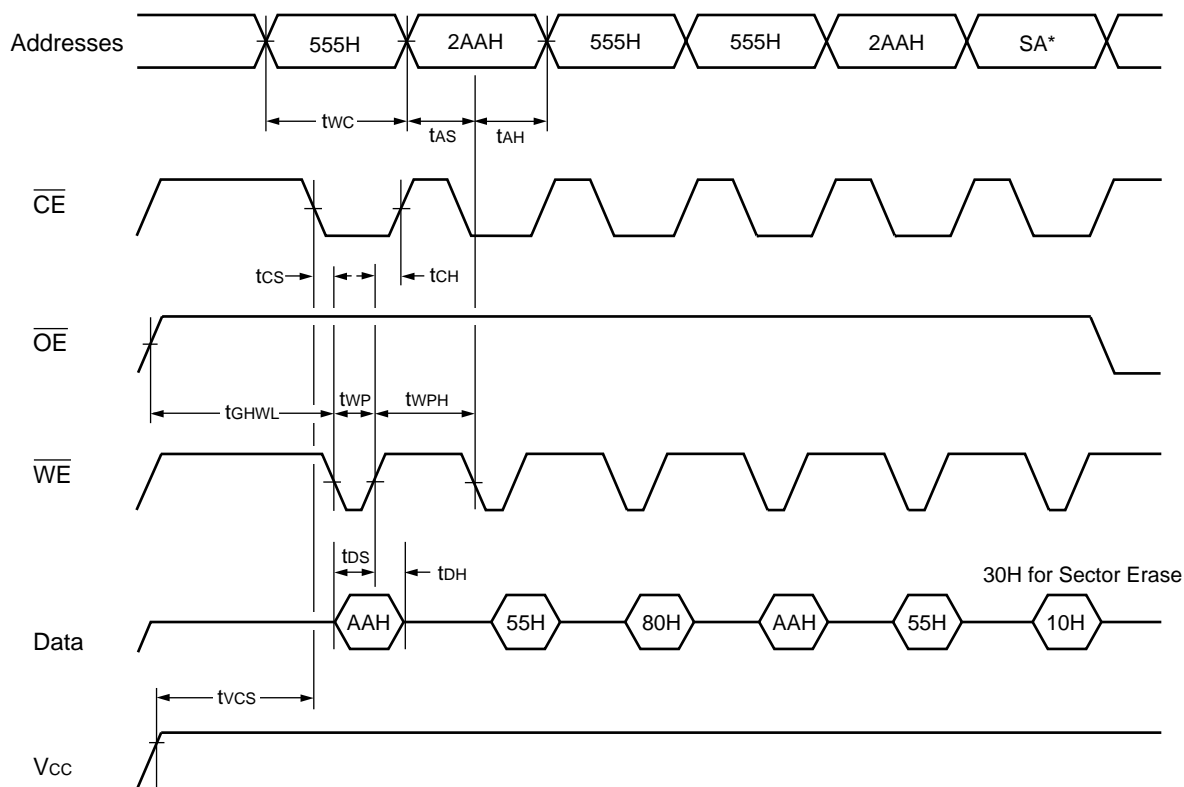 Addresses 555H 2AAH 555H 555H 2AAH SA*
tWC tAS tAH
CE
tCS tCH
OE
tGHWL tWP tWPH
WE
tDS tDH 30H for Sector Erase
Data AAH 55H 80H AAH 55H 10H
tVCS
VCC